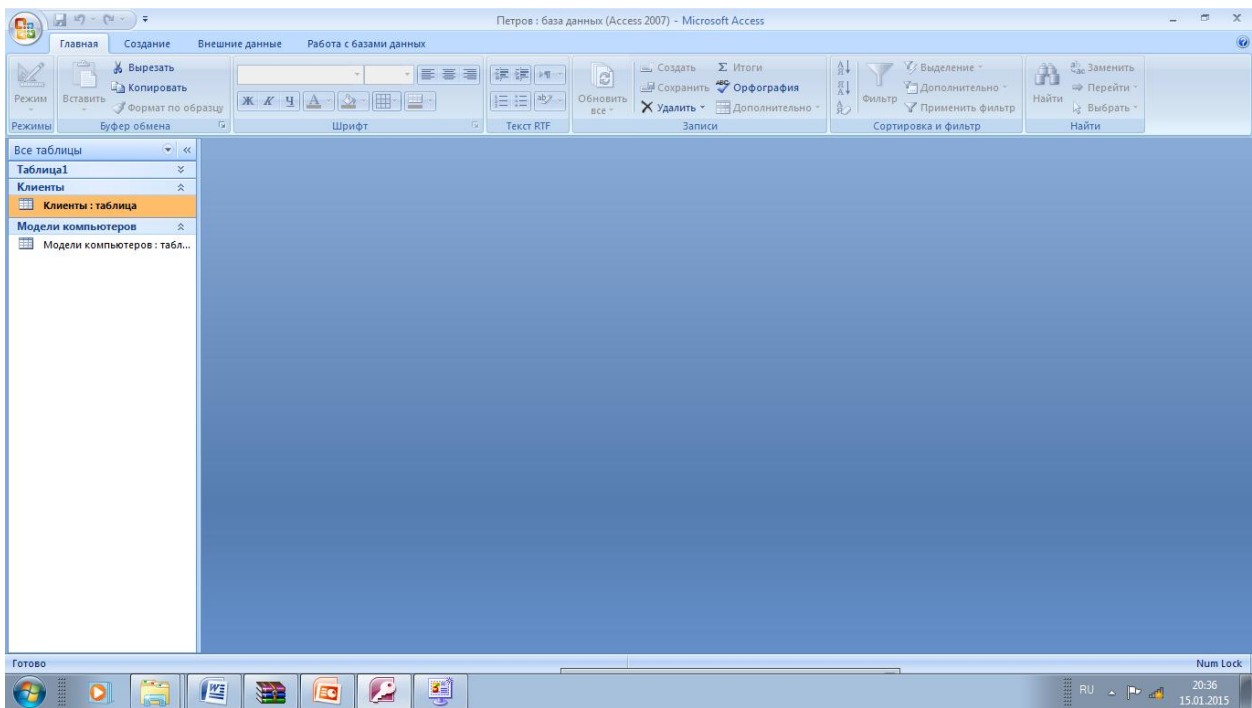 Петров : база данных (Access 2007) - Microsoft Access
Главная Создание Внешние данные Работа с базами данных
Режим
Режимы
Вставить
Вырезать
Копировать
Формат по образцу
Буфер обмена
Ж К Ч А
Шрифт
Текст RTF
Обновить все
Создать
Сохранить
Удалить
Итоги
Орфография
Дополнительно
Записи
Фильтр
Выделение
Дополнительно
Применить фильтр
Сортировка и фильтр
Найти
Заменить
Перейти
Выбрать
Найти
Все таблицы
Таблица1
Клиенты
Клиенты : таблица
Модели компьютеров
Модели компьютеров : табл...
Готово
Num Lock
RU
20:36
15.01.2015